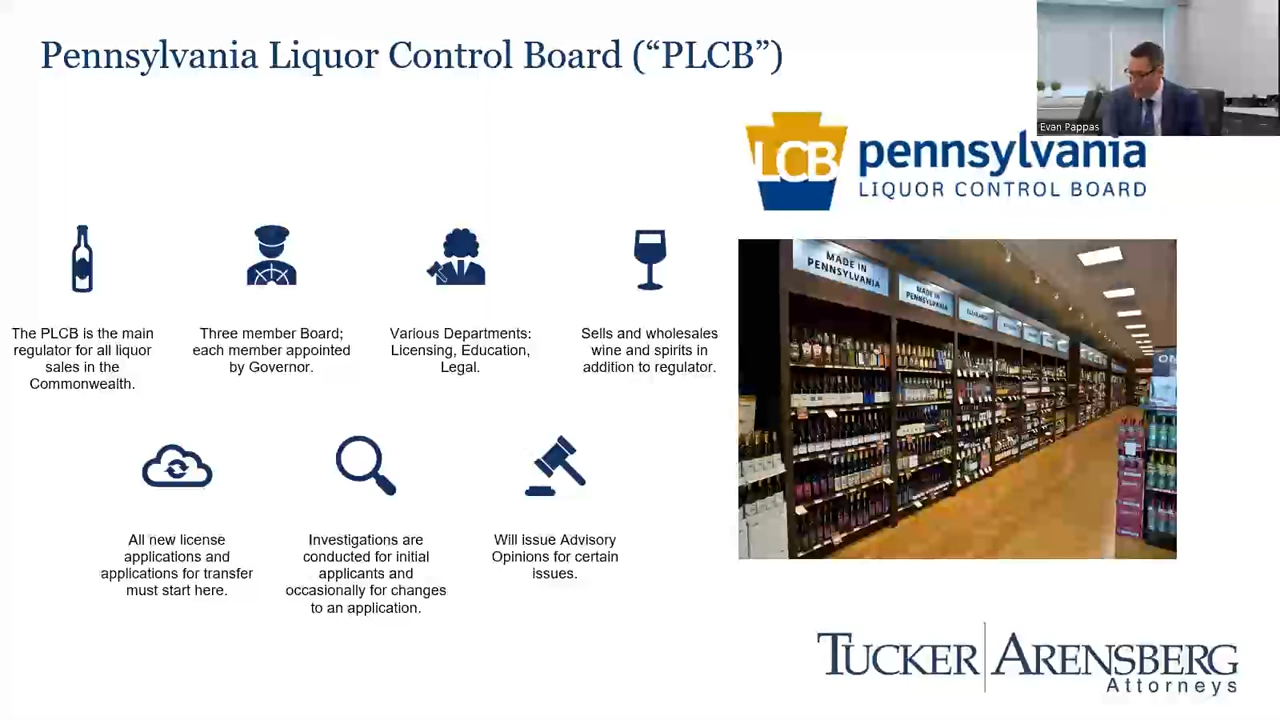 Pennsylvania Liquor Control Board (“PLCB”)
Evan Pappas
LCB
pennsylvania
LIQUOR CONTROL BOARD
The PLCB is the main
regulator for all liquor
sales in the
Commonwealth.
Three member Board;
each member appointed
by Governor.
Various Departments:
Licensing, Education,
Legal.
Sells and wholesales
wine and spirits in
addition to regulator.
MADE IN
PENNSYLVANIA
MADE IN
PENNSYLVANIA
All new license
applications and
applications for transfer
must start here.
Investigations are
conducted for initial
applicants and
occasionally for changes
to an application.
Will issue Advisory
Opinions for certain
issues.
TUCKER ARENSBERG
Attorneys